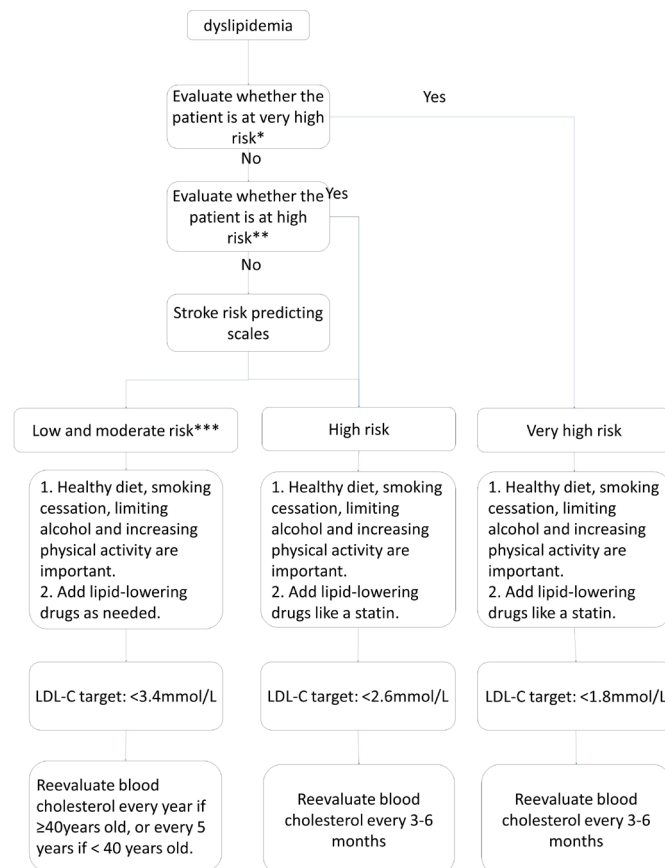 dyslipidemia
Evaluate whether the
patient is at very high
risk*
Yes
No
Evaluate whether the
patient is at high
risk**
Yes
No
Stroke risk predicting
scales
Low and moderate risk***
High risk
Very high risk
1. Healthy diet, smoking
cessation, limiting
alcohol and increasing
physical activity are
important.
2. Add lipid-lowering
drugs as needed.
1. Healthy diet, smoking
cessation, limiting
alcohol and increasing
physical activity are
important.
2. Add lipid-lowering
drugs like a statin.
1. Healthy diet, smoking
cessation, limiting
alcohol and increasing
physical activity are
important.
2. Add lipid-lowering
drugs like a statin.
LDL-C target: <3.4mmol/L
LDL-C target: <2.6mmol/L
LDL-C target: <1.8mmol/L
Reevaluate blood
cholesterol every year if
≥40years old, or every 5
years if < 40 years old.
Reevaluate blood
cholesterol every 3-6
months
Reevaluate blood
cholesterol every 3-6
months